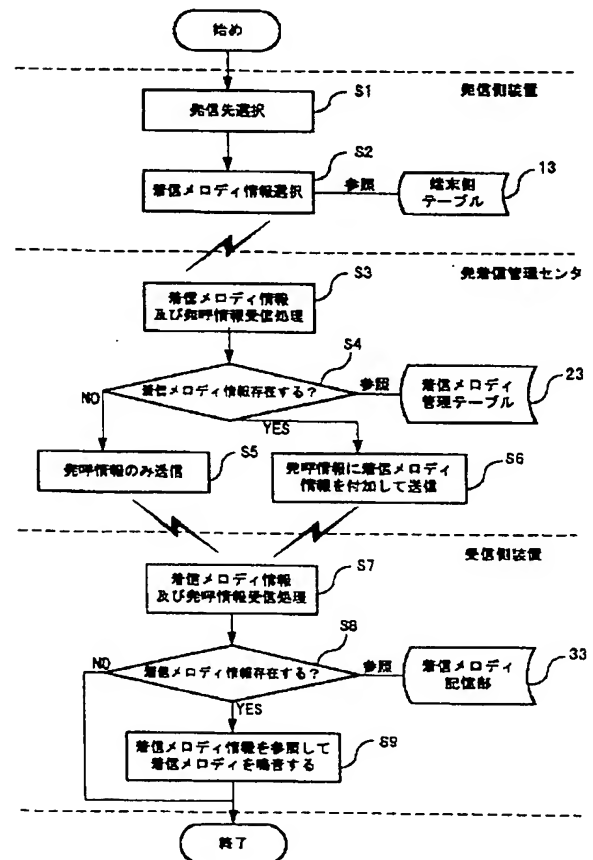 始め
発信側装置
S1
発信先選択
S2
着信メロディ情報選択
参照
13
端末側
テーブル
発着信管理センタ
S3
着信メロディ情報
及び発呼情報受信処理
S4
着信メロディ情報存在する?
参照
23
着信メロディ
管理テーブル
NO
YES
S5
発呼情報のみ送信
S6
発呼情報に着信メロディ
情報を付加して送信
受信側装置
S7
着信メロディ情報
及び発呼情報受信処理
S8
着信メロディ情報存在する?
参照
33
着信メロディ
記憶部
NO
YES
S9
着信メロディ情報を参照して
着信メロディを鳴音する
終了